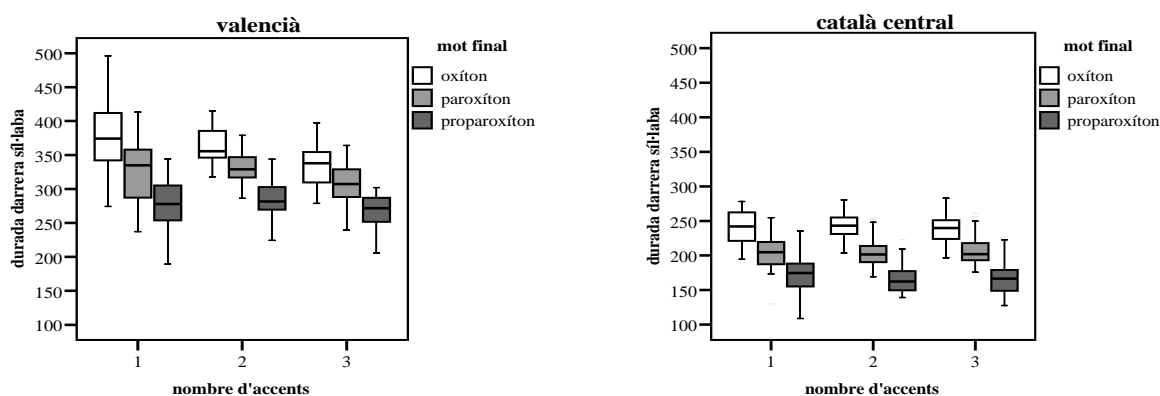 valencià
mot final
oxíton
paroxíton
proparoxíton
500
450
400
350
300
250
200
150
100
durada darrera síl·laba
1 2 3
nombre d'accents
català central
mot final
oxíton
paroxíton
proparoxíton
500
450
400
350
300
250
200
150
100
durada darrera síl·laba
1 2 3
nombre d'accents